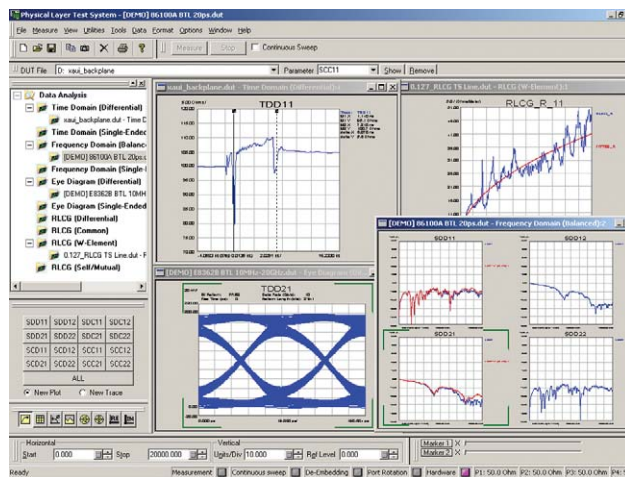 Physical Layer Test System - [DEMO] 86100A BTL 20ps.dut
File Measure View Utilities Tools Data Format Options Window Help
Measure Stop Continuous Sweep
DUT File D: xaui_backplane Parameter SCC11 Show Remove
Data Analysis
Time Domain (Differential)
xaui_backplane.dut - Time D
Time Domain (Single-Ended
Frequency Domain (Balanc
[DEMO] 86100A BTL 20ps.c
Frequency Domain (Single-
Eye Diagram (Differential)
[DEMO] E8362B BTL 10MH
Eye Diagram (Single-Ended
RLCG (Differential)
RLCG (Common)
RLCG (W-Element)
0.127_RLCG TS Line.dut - F
RLCG (Self/Mutual)
SDD11 SDD12 SDC11 SDC12
SDD21 SDD22 SDC21 SDC22
SCD11 SCD12 SCC11 SCC12
SCD21 SCD22 SCC21 SCC22
ALL
New Plot New Trace
xaui_backplane.dut - Time Domain (Differential)
TDD11
0.127_RLCG TS Line.dut - RLCG (W-Element):1
RLCG_R_11
[DEMO] E8362B BTL 10MHz-20GHz.dut - Eye Diagram
TDD21
[DEMO] 86100A BTL 20ps.dut - Frequency Domain (Balanced):2
SDD11
SDD12
SDD21
SDD22
Horizontal
Start 0.000 Stop 20000.000
Vertical
Units/Div 10.000 Ref Level 0.000
Marker 1 X
Marker 2 X
Ready Measurement Continuous sweep De-Embedding Port Rotation Hardware P1: 50.0 Ohm P2: 50.0 Ohm P3: 50.0 Ohm P4: